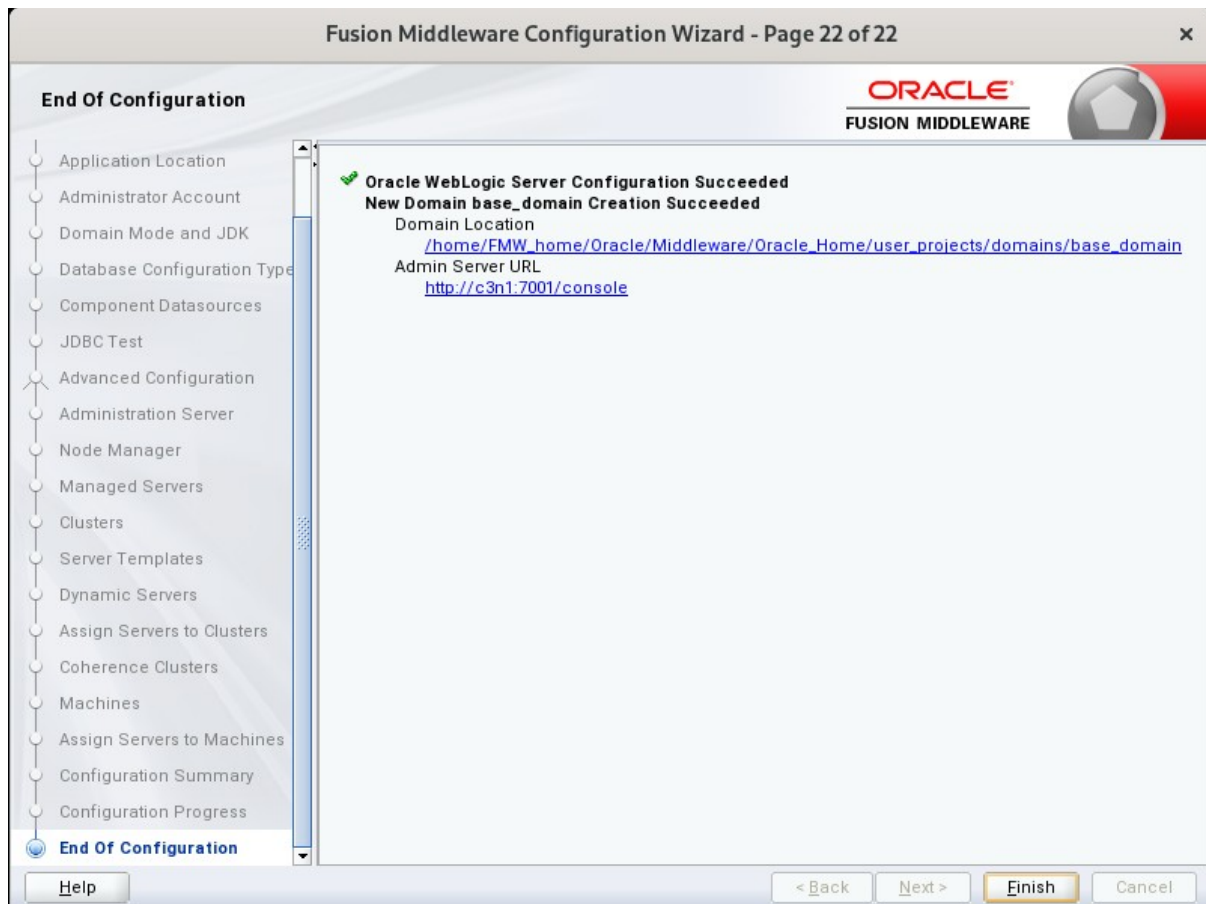 Fusion Middleware Configuration Wizard - Page 22 of 22
End Of Configuration
ORACLE
FUSION MIDDLEWARE
Application Location
Administrator Account
Domain Mode and JDK
Database Configuration Type
Component Datasources
JDBC Test
Advanced Configuration
Administration Server
Node Manager
Managed Servers
Clusters
Server Templates
Dynamic Servers
Assign Servers to Clusters
Coherence Clusters
Machines
Assign Servers to Machines
Configuration Summary
Configuration Progress
End Of Configuration
Oracle WebLogic Server Configuration Succeeded
New Domain base_domain Creation Succeeded
Domain Location
/home/FMW_home/Oracle/Middleware/Oracle_Home/user_projects/domains/base_domain
Admin Server URL
http://c3n1:7001/console
Help
< Back
Next >
Finish
Cancel